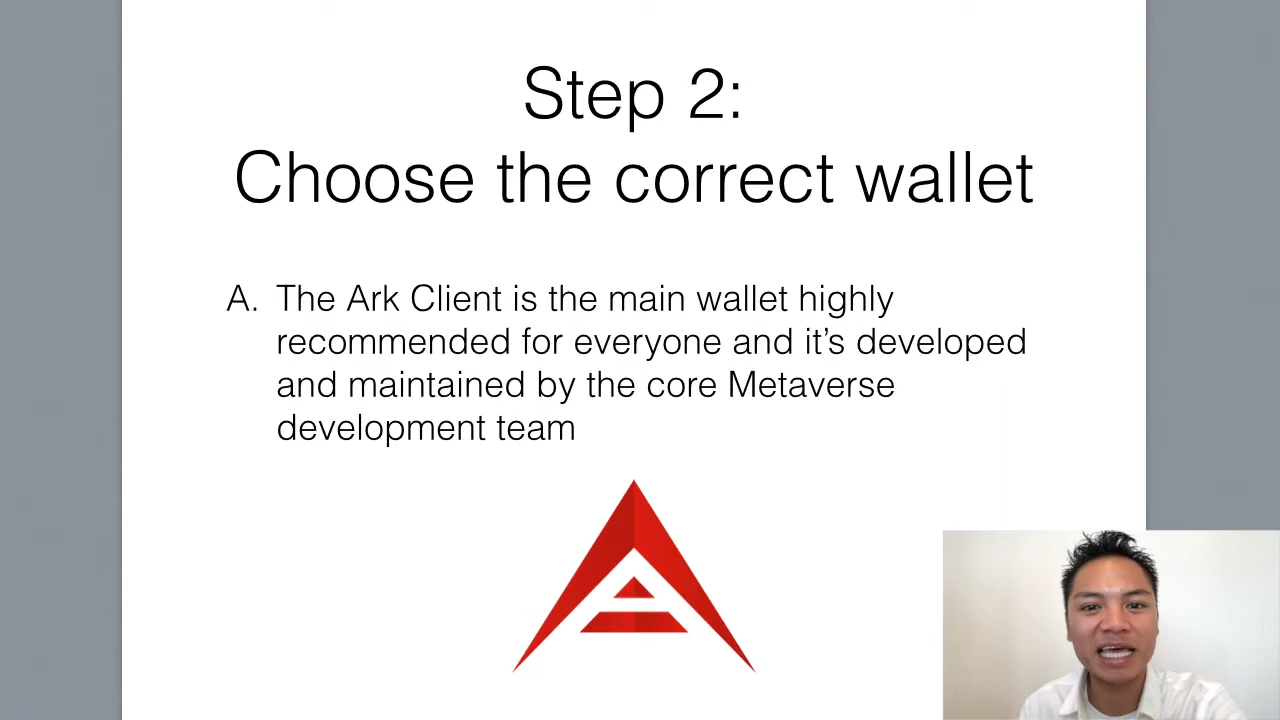 Step 2:
Choose the correct wallet
A. The Ark Client is the main wallet highly
recommended for everyone and it’s developed
and maintained by the core Metaverse
development team